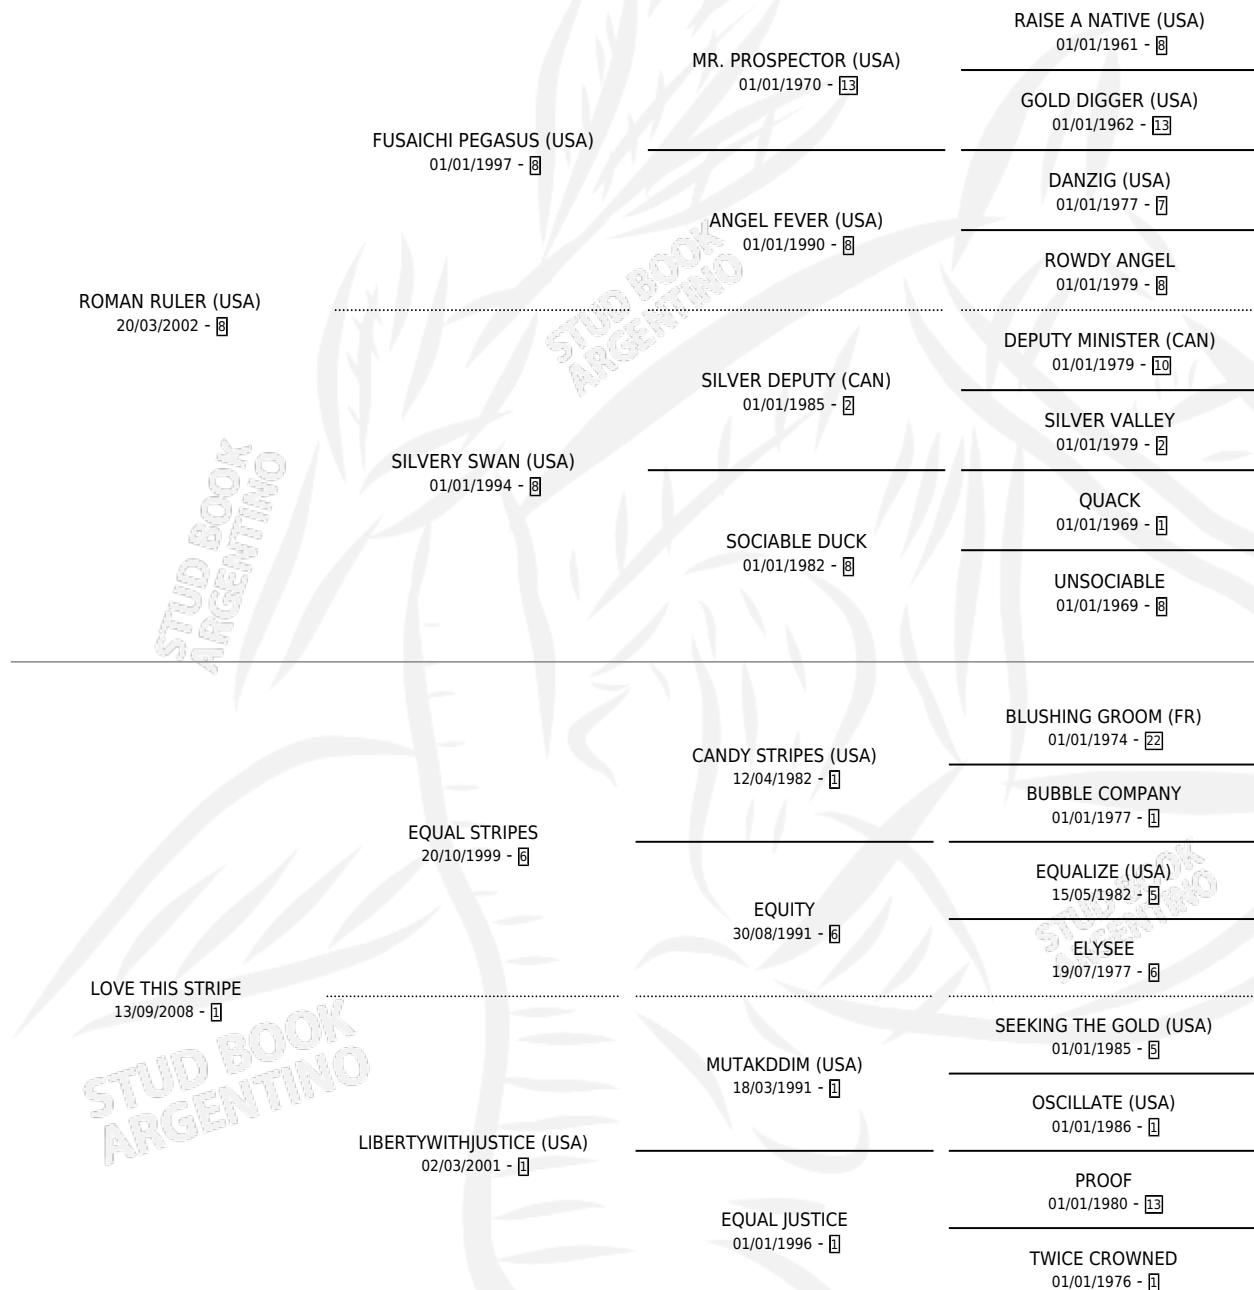 RAISE A NATIVE (USA)
01/01/1961 - 8
MR. PROSPECTOR (USA)
01/01/1970 - 13
GOLD DIGGER (USA)
01/01/1962 - 13
FUSAICHI PEGASUS (USA)
01/01/1997 - 8
DANZIG (USA)
01/01/1977 - 7
ANGEL FEVER (USA)
01/01/1990 - 8
ROWDY ANGEL
01/01/1979 - 8
ROMAN RULER (USA)
20/03/2002 - 8
DEPUTY MINISTER (CAN)
01/01/1979 - 10
SILVER DEPUTY (CAN)
01/01/1985 - 2
SILVER VALLEY
01/01/1979 - 2
SILVERY SWAN (USA)
01/01/1994 - 8
QUACK
01/01/1969 - 1
SOCIABLE DUCK
01/01/1982 - 8
UNSOCIABLE
01/01/1969 - 8
BLUSHING GROOM (FR)
01/01/1974 - 22
CANDY STRIPES (USA)
12/04/1982 - 1
BUBBLE COMPANY
01/01/1977 - 1
EQUAL STRIPES
20/10/1999 - 6
EQUALIZE (USA)
15/05/1982 - 5
EQUITY
30/08/1991 - 6
ELYSEE
19/07/1977 - 6
LOVE THIS STRIPE
13/09/2008 - 1
SEEKING THE GOLD (USA)
01/01/1985 - 5
MUTAKDDIM (USA)
18/03/1991 - 1
OSCILLATE (USA)
01/01/1986 - 1
LIBERTYWITHJUSTICE (USA)
02/03/2001 - 1
PROOF
01/01/1980 - 13
EQUAL JUSTICE
01/01/1996 - 1
TWICE CROWNED
01/01/1976 - 1
STUD BOOK
ARGENTINO
STUD BOOK
ARGENTINO
STUD BOOK
ARGENTINO
STUD BOOK
ARGENTINO